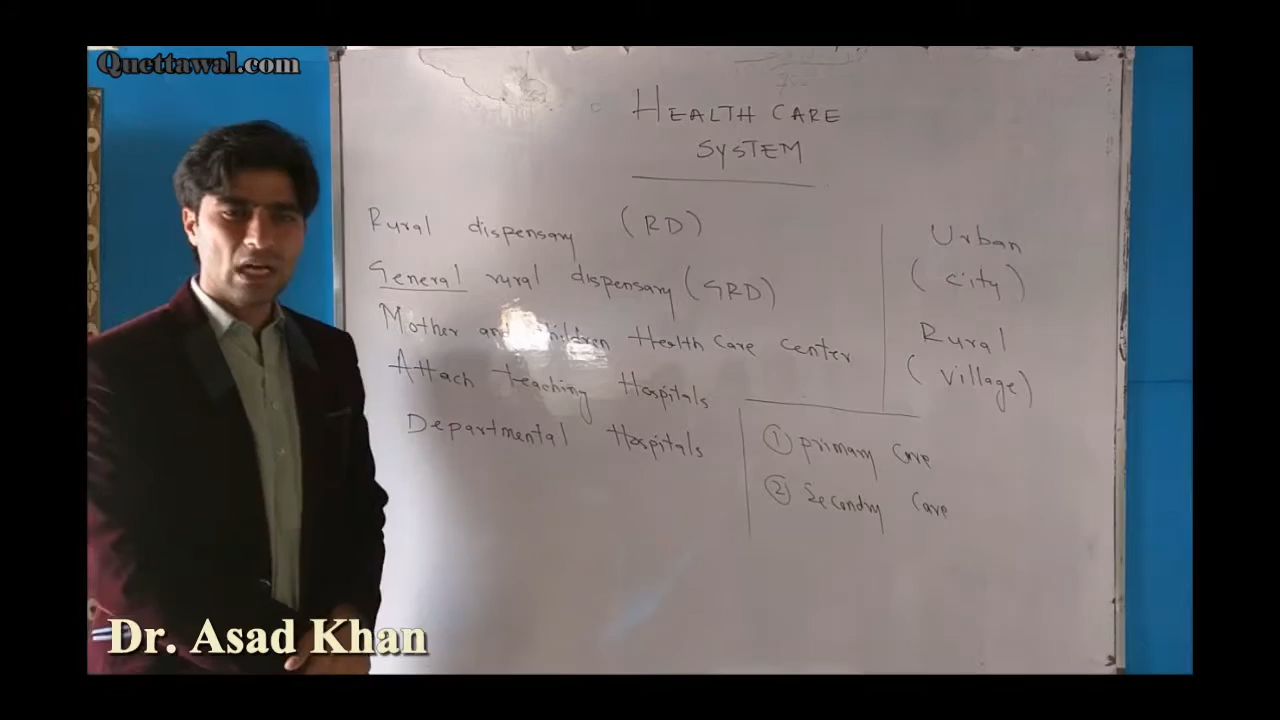 Quettawal.com
HEALTH CARE
SYSTEM
Rural dispensary (RD)
General rural dispensary (GRD)
Mother and children Health Care center
Attach teaching Hospitals
Departmental Hospitals
Urban
(city)
Rural
(village)
① primary Care
② Secondry Care
Dr. Asad Khan